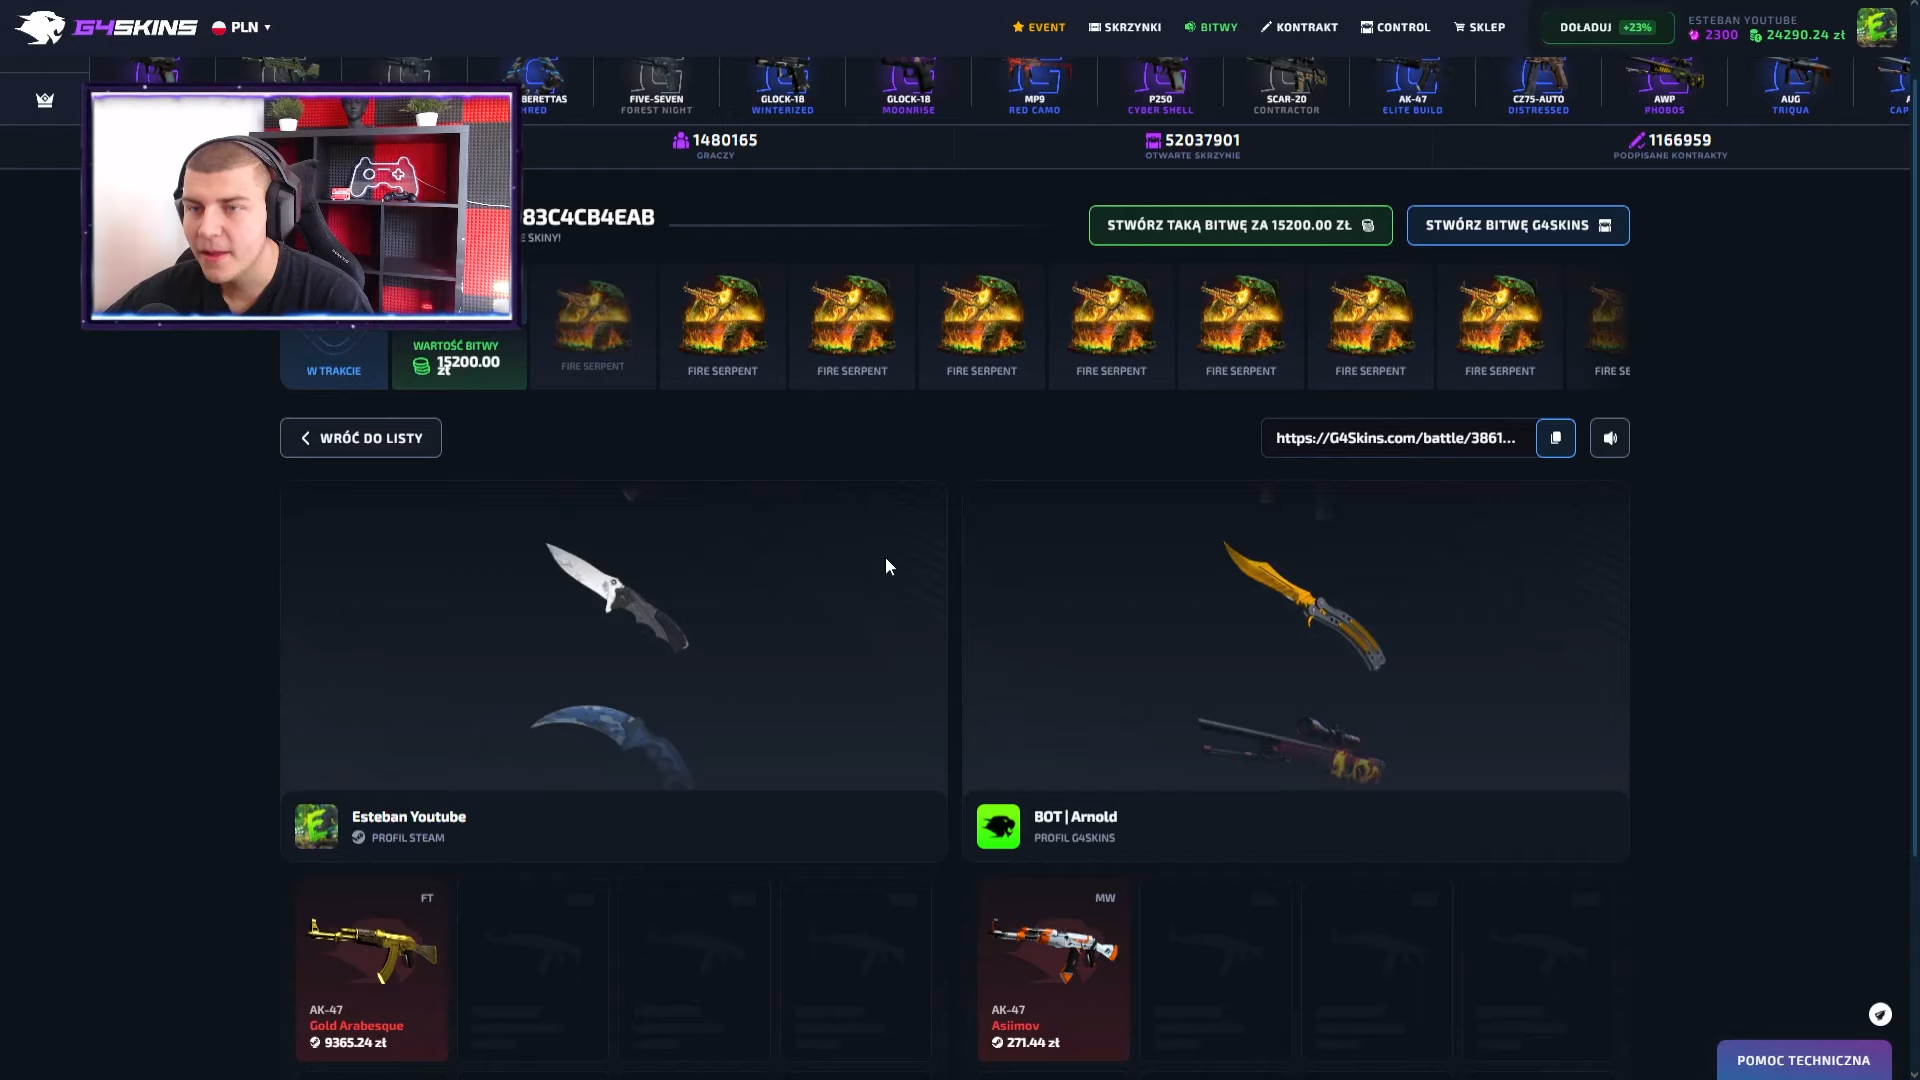 G4SKINS
PLN
EVENT
SKRZYNKI
BITWY
KONTRAKT
CONTROL
SKLEP
DOŁADUJ +23%
ESTEBAN YOUTUBE
2300 24290.24 zł
BERETTAS
FIVE-SEVEN
FOREST NIGHT
GLOCK-18
WINTERIZED
GLOCK-18
MOONRISE
MP9
RED CAMO
P250
CYBER SHELL
SCAR-20
CONTRACTOR
AK-47
ELITE BUILD
CZ75-AUTO
DISTRESSED
AWP
PHOBOS
AUG
TRIQUA
1480165
GRACZY
52037901
OTWARTE SKRZYNIE
1166959
PODPISANE KONTRAKTY
83C4CB4EAB
E SKINY!
STWÓRZ TAKĄ BITWĘ ZA 15200.00 ZŁ
STWÓRZ BITWĘ G4SKINS
W TRAKCIE
WARTOŚĆ BITWY
15200.00
zł
FIRE SERPENT
FIRE SERPENT
FIRE SERPENT
FIRE SERPENT
FIRE SERPENT
FIRE SERPENT
FIRE SERPENT
FIRE SERPENT
FIRE SE
WRÓĆ DO LISTY
https://G4Skins.com/battle/3861...
Esteban Youtube
PROFIL STEAM
BOT | Arnold
PROFIL G4SKINS
FT
AK-47
Gold Arabesque
9365.24 zł
MW
AK-47
Asiimov
271.44 zł
POMOC TECHNICZNA